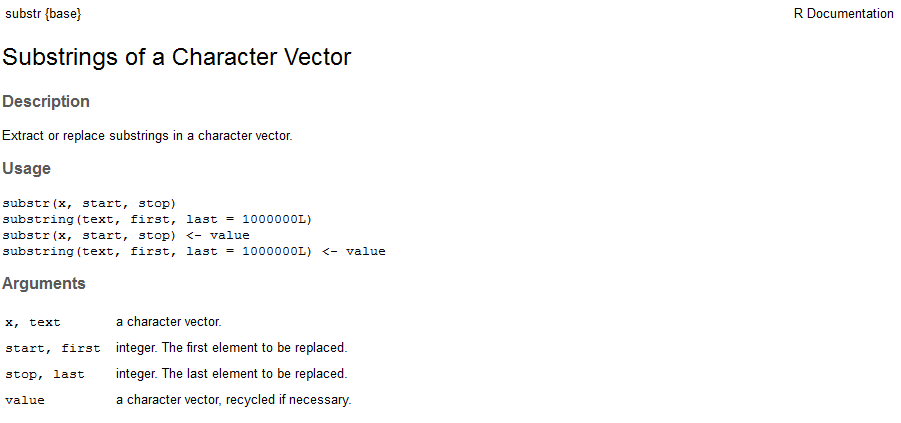 substr {base}
R Documentation
Substrings of a Character Vector
Description
Extract or replace substrings in a character vector.
Usage
substr(x, start, stop)
substring(text, first, last = 1000000L)
substr(x, start, stop) <- value
substring(text, first, last = 1000000L) <- value
Arguments
x, text a character vector.
start, first integer. The first element to be replaced.
stop, last integer. The last element to be replaced.
value a character vector, recycled if necessary.